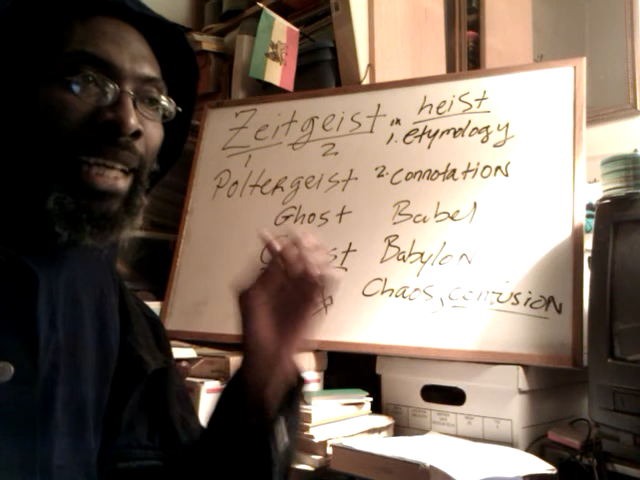 Zeitgeist in heist
1. etymology
1 2
Poltergeist 2. connotation
Ghost Babel
Babylon
Chaos, confusion